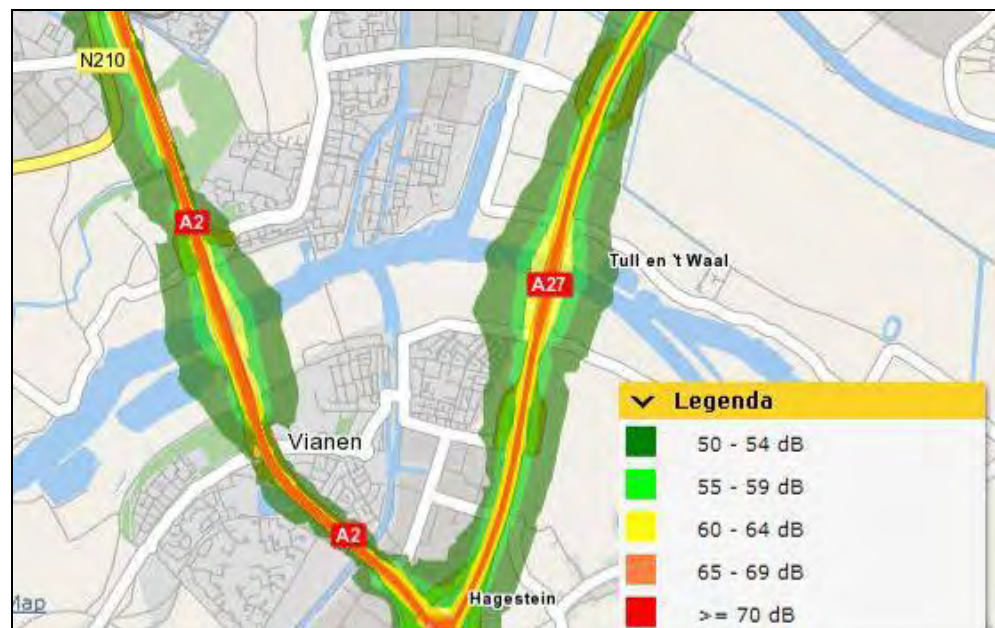 N210
A2
Tull en 't Waal
A27
Legenda
50 - 54 dB
Vianen
55 - 59 dB
60 - 64 dB
A2
65 - 69 dB
Hagestein
Map
>= 70 dB